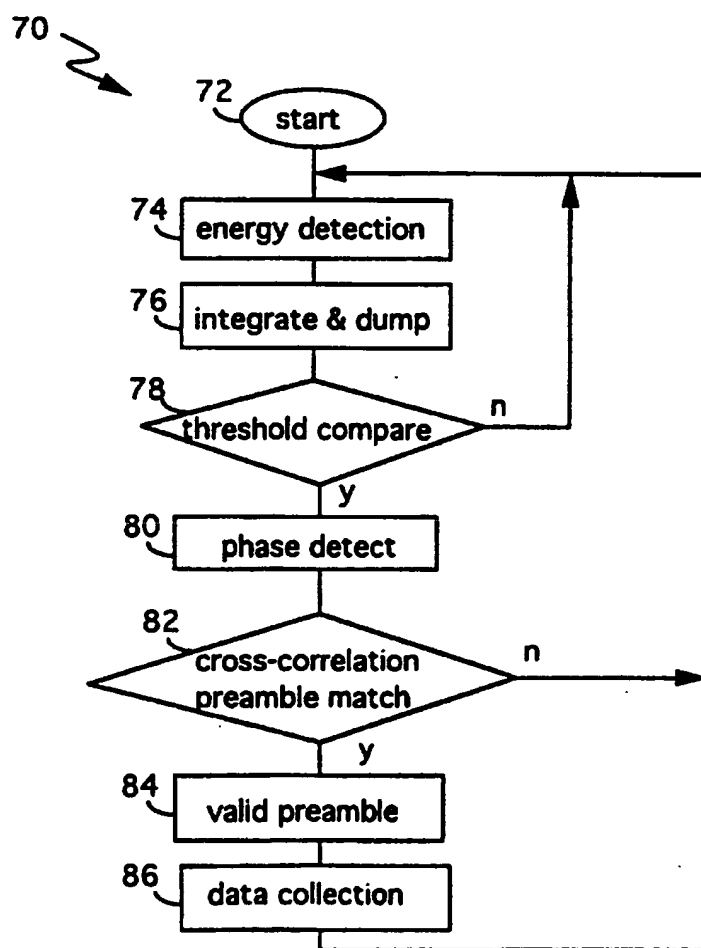 70
72
start
74
energy detection
76
integrate & dump
78
threshold compare
n
y
80
phase detect
82
cross-correlation
preamble match
n
y
84
valid preamble
86
data collection